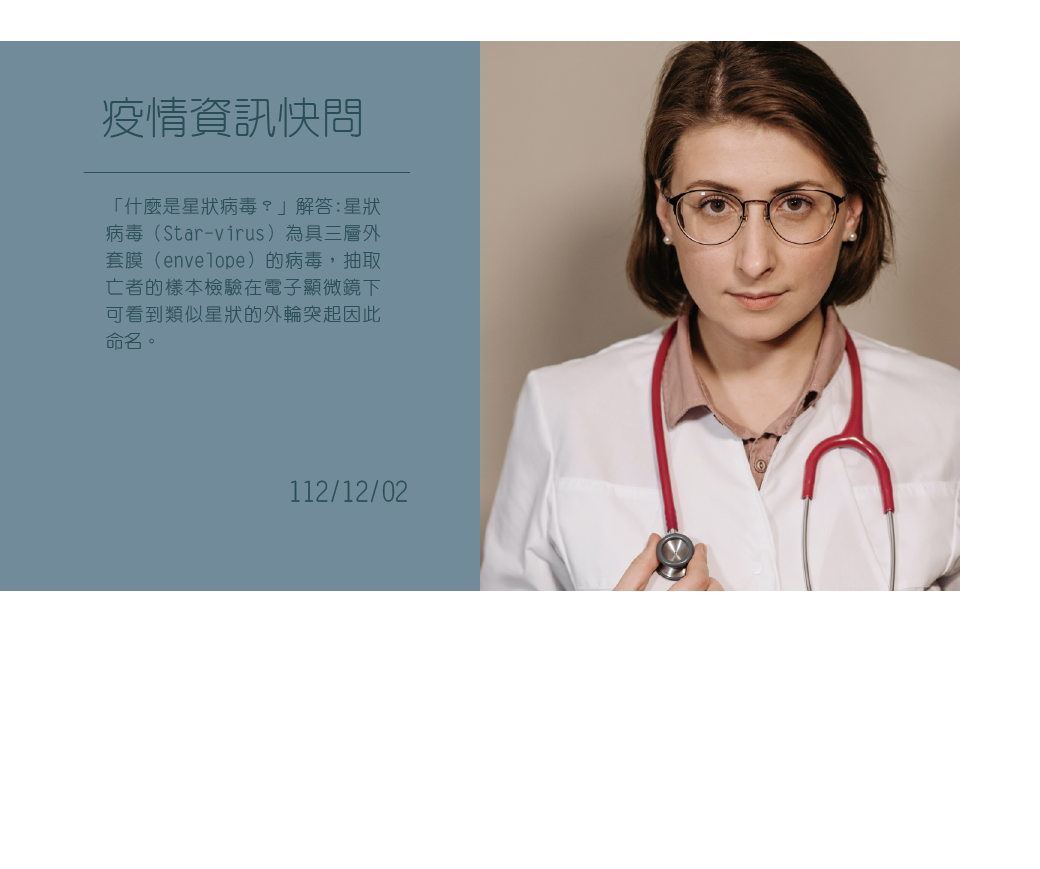 疫情資訊快問
「什麼是星狀病毒？」解答:星狀
病毒（Star-virus）為具三層外
套膜（envelope）的病毒，抽取
亡者的樣本檢驗在電子顯微鏡下
可看到類似星狀的外輪突起因此
命名。
112/12/02